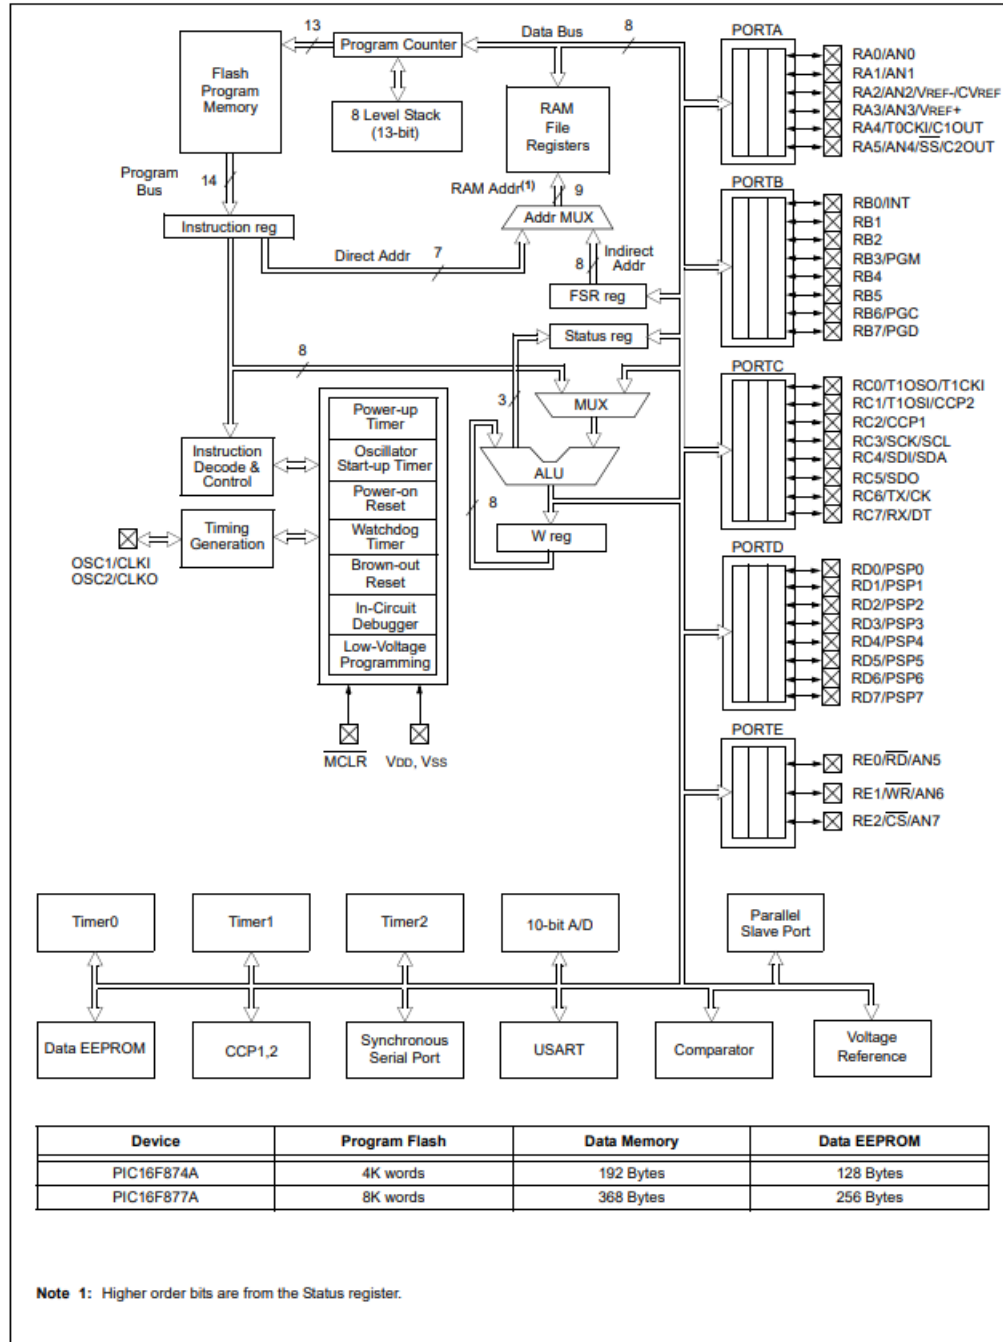 13
Program Counter
Data Bus
8
PORTA
Flash
Program
Memory
8 Level Stack
(13-bit)
RAM
File
Registers
RA0/AN0
RA1/AN1
RA2/AN2/VREF-/CVREF
RA3/AN3/VREF+
RA4/T0CKI/C1OUT
RA5/AN4/SS/C2OUT
Program
Bus
14
RAM Addr(1)
9
PORTB
Instruction reg
Addr MUX
Direct Addr
7
8
Indirect
Addr
FSR reg
RB0/INT
RB1
RB2
RB3/PGM
RB4
RB5
RB6/PGC
RB7/PGD
Status reg
8
3
MUX
PORTC
RC0/T1OSO/T1CKI
RC1/T1OSI/CCP2
RC2/CCP1
RC3/SCK/SCL
RC4/SDI/SDA
RC5/SDO
RC6/TX/CK
RC7/RX/DT
Instruction
Decode &
Control
Power-up
Timer
Oscillator
Start-up Timer
Power-on
Reset
Watchdog
Timer
Brown-out
Reset
In-Circuit
Debugger
Low-Voltage
Programming
ALU
8
W reg
Timing
Generation
OSC1/CLKI
OSC2/CLKO
PORTD
RD0/PSP0
RD1/PSP1
RD2/PSP2
RD3/PSP3
RD4/PSP4
RD5/PSP5
RD6/PSP6
RD7/PSP7
MCLR
VDD, VSS
PORTE
RE0/RD/AN5
RE1/WR/AN6
RE2/CS/AN7
Timer0
Timer1
Timer2
10-bit A/D
Parallel
Slave Port
Data EEPROM
CCP1,2
Synchronous
Serial Port
USART
Comparator
Voltage
Reference
Device Program Flash Data Memory Data EEPROM
PIC16F874A 4K words 192 Bytes 128 Bytes
PIC16F877A 8K words 368 Bytes 256 Bytes
Note 1: Higher order bits are from the Status register.